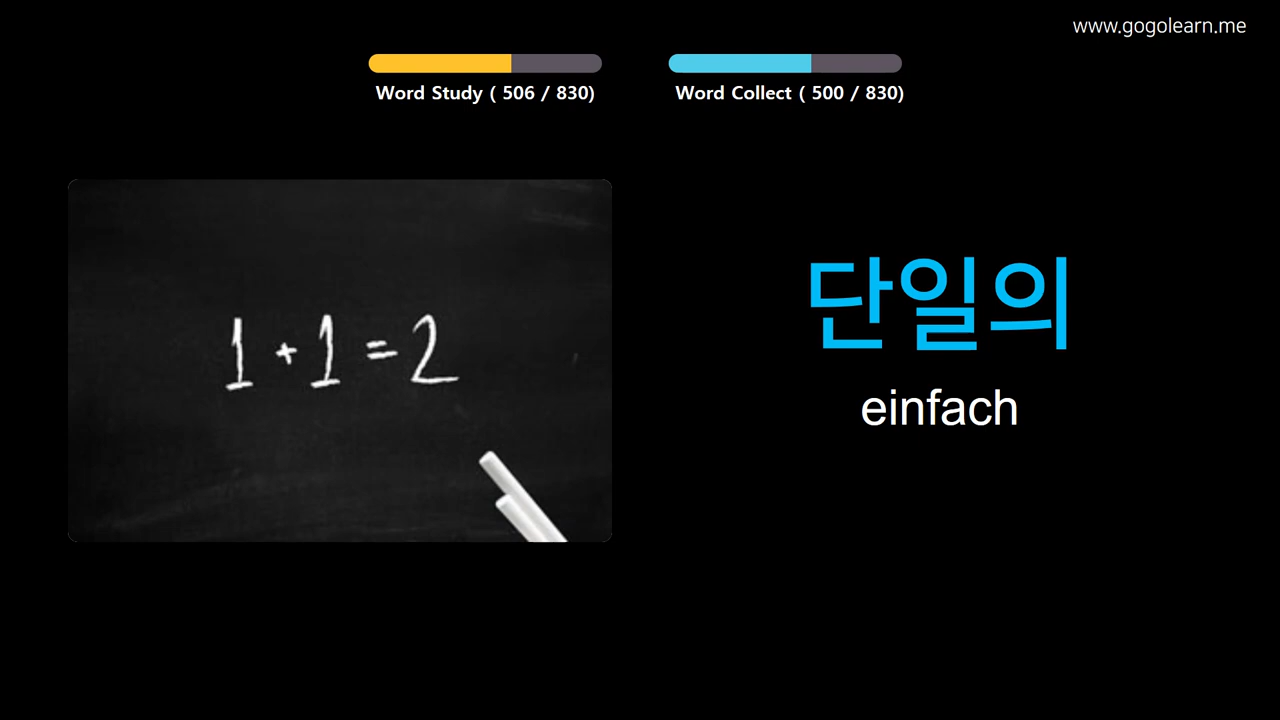 www.gogolearn.me
Word Study ( 506 / 830)
Word Collect ( 500 / 830)
1 + 1 = 2
단일의
einfach